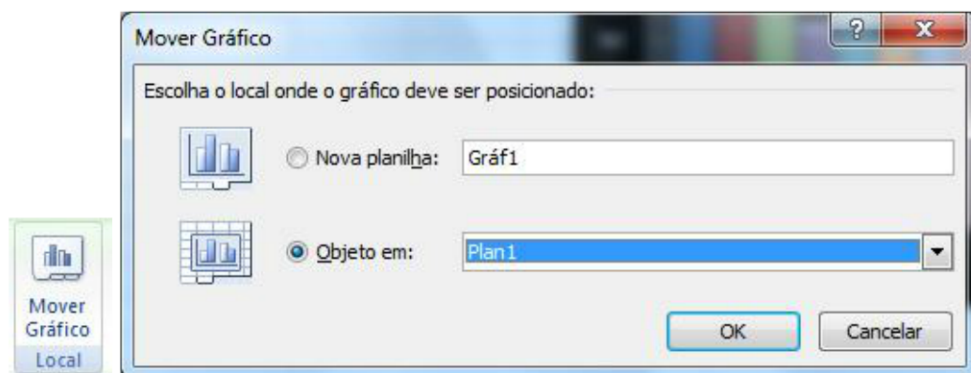 Mover Gráfico
Escolha o local onde o gráfico deve ser posicionado:
Nova planilha:
Gráf1
Objeto em:
Plan1
OK
Cancelar
Mover
Gráfico
Local